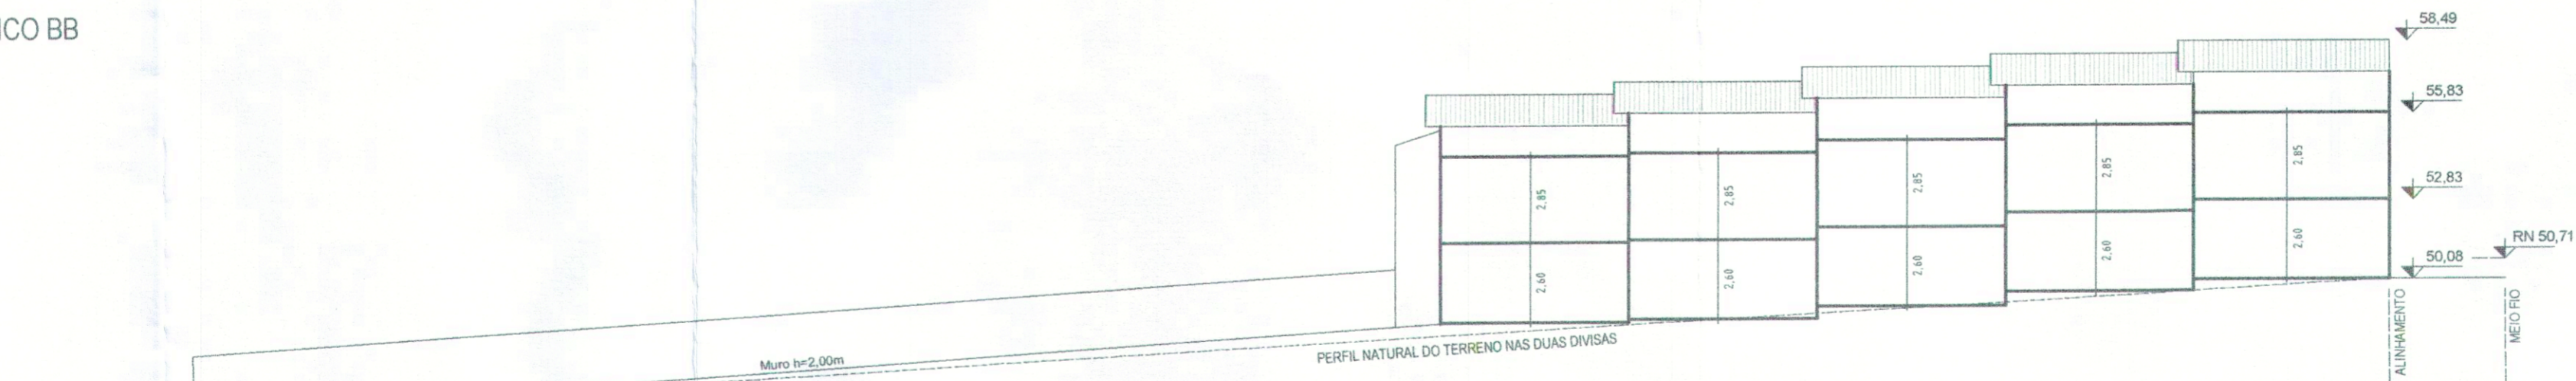 ICO BB
58,49
55,83
52,83
RN 50,71
50,08
2,85
2,85
2,85
2,85
2,85
2,60
2,60
2,60
2,60
2,60
ALINHAMENTO
MEIO FIO
Muro h=2,00m
PERFIL NATURAL DO TERRENO NAS DUAS DIVISAS